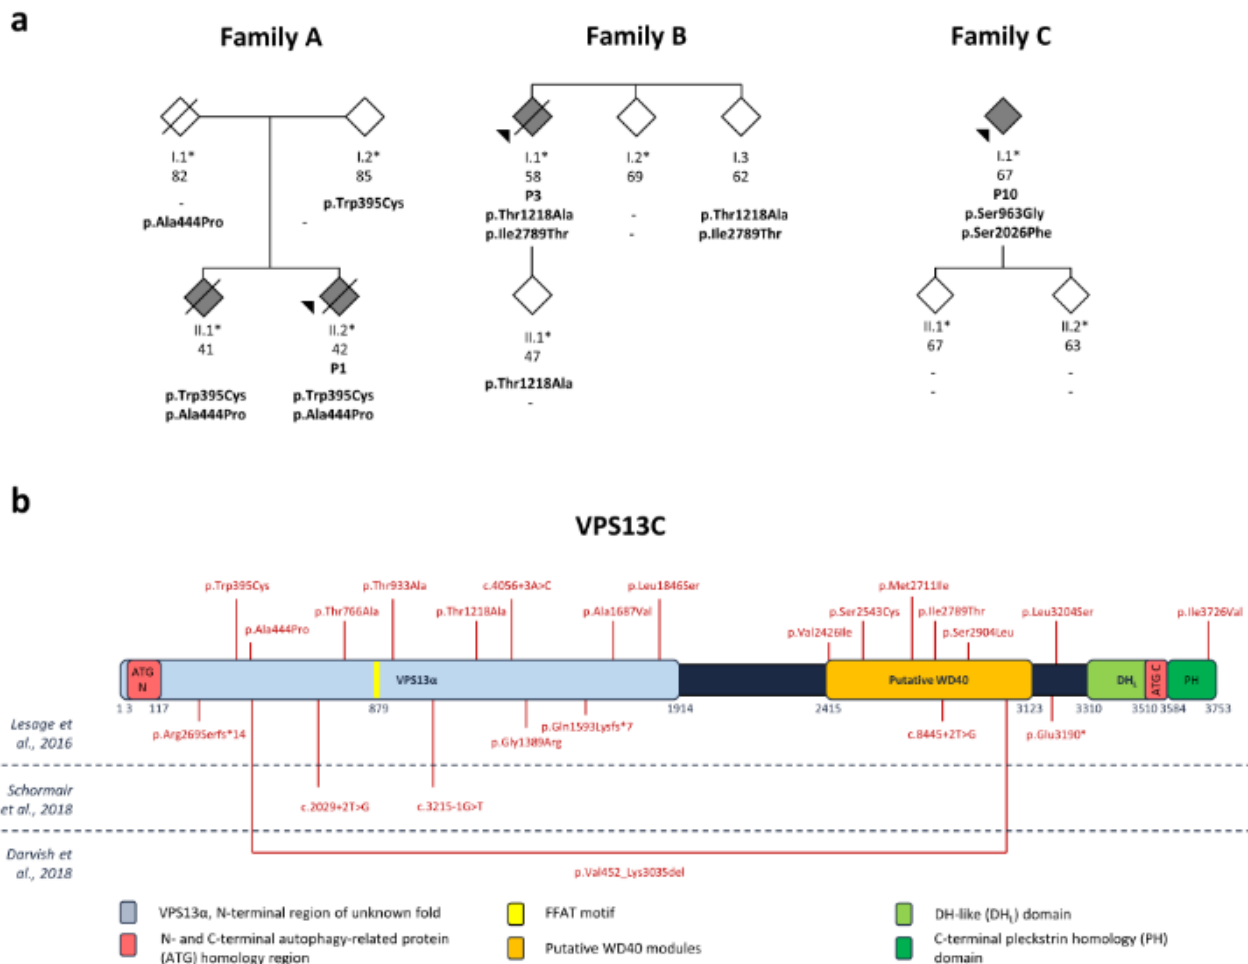 a
Family A
Family B
Family C
I.1*
82
-
p.Ala444Pro
I.2*
85
p.Trp395Cys
-
II.1*
41
p.Trp395Cys
p.Ala444Pro
II.2*
42
P1
p.Trp395Cys
p.Ala444Pro
I.1*
58
P3
p.Thr1218Ala
p.Ile2789Thr
I.2*
69
-
-
I.3
62
p.Thr1218Ala
p.Ile2789Thr
II.1*
47
p.Thr1218Ala
-
I.1*
67
P10
p.Ser963Gly
p.Ser2026Phe
II.1*
67
-
-
II.2*
63
-
-
b
VPS13C
p.Trp395Cys
p.Thr933Ala
c.4056+3A>C
p.Leu1846Ser
p.Met2711Ile
p.Thr766Ala
p.Thr1218Ala
p.Ala1687Val
p.Ser2543Cys
p.Ile2789Thr
p.Leu3204Ser
p.Ile3726Val
p.Ala444Pro
p.Val2426Ile
p.Ser2904Leu
ATG N
VPS13α
Putative WD40
DHL
ATG C
PH
1 3 117 879 1914 2415 3123 3310 3510 3584 3753
Lesage et al., 2016
p.Arg269Serfs*14
p.Gly1389Arg
p.Gln1593Lysfs*7
c.8445+2T>G
p.Glu3190*
Schormair et al., 2018
c.2029+2T>G
c.3215-1G>T
Darvish et al., 2018
p.Val452_Lys3035del
VPS13α, N-terminal region of unknown fold
N- and C-terminal autophagy-related protein
(ATG) homology region
FFAT motif
Putative WD40 modules
DH-like (DHL) domain
C-terminal pleckstrin homology (PH)
domain